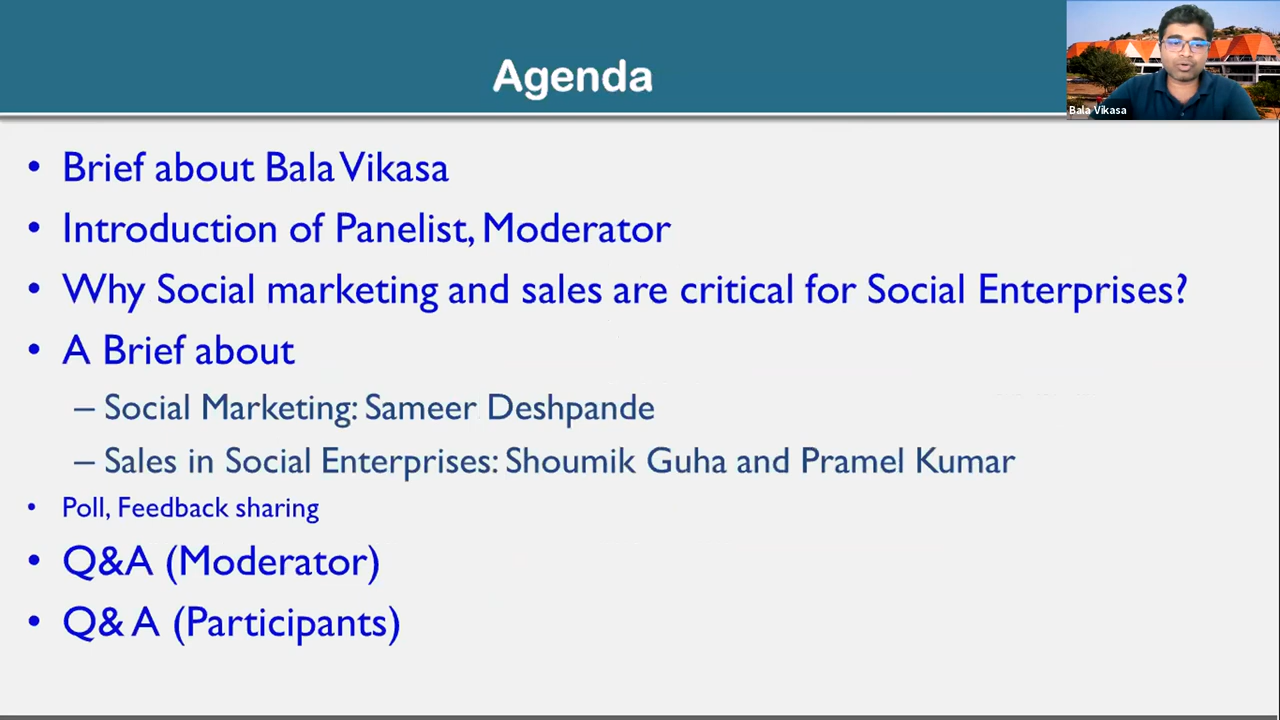 Agenda
Bala Vikasa
• Brief about Bala Vikasa
• Introduction of Panelist, Moderator
• Why Social marketing and sales are critical for Social Enterprises?
• A Brief about
– Social Marketing: Sameer Deshpande
– Sales in Social Enterprises: Shoumik Guha and Pramel Kumar
• Poll, Feedback sharing
• Q&A (Moderator)
• Q& A (Participants)